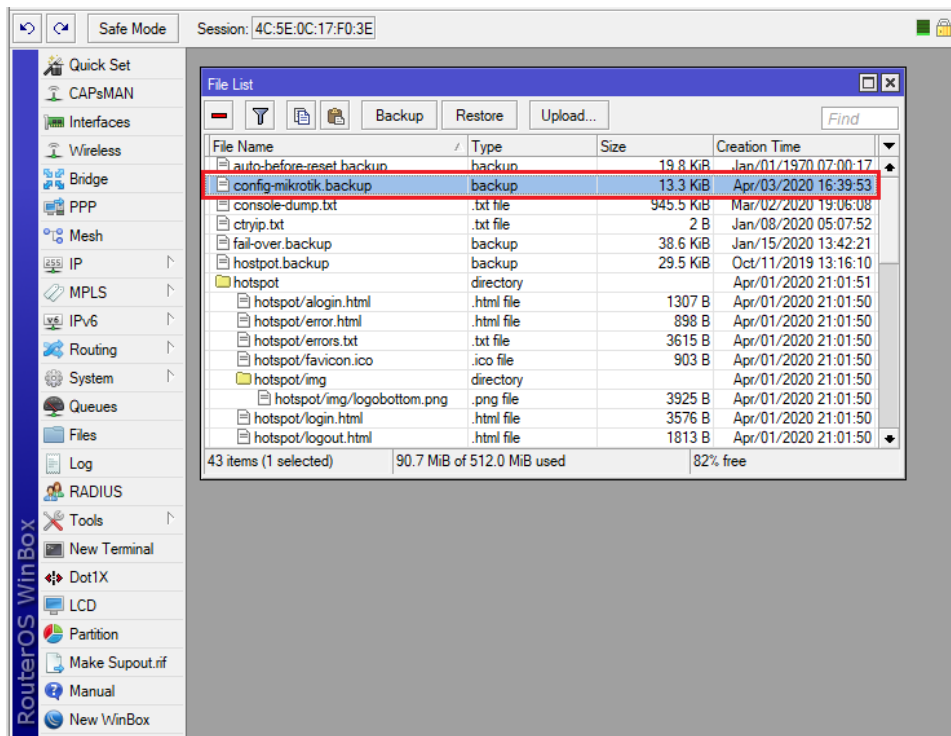 Safe Mode Session: 4C:5E:0C:17:F0:3E
Quick Set
CAPsMAN
Interfaces
Wireless
Bridge
PPP
Mesh
IP
MPLS
IPv6
Routing
System
Queues
Files
Log
RADIUS
Tools
New Terminal
Dot1X
LCD
Partition
Make Supout.rif
Manual
New WinBox
RouterOS WinBox
File List
Backup Restore Upload... Find
File Name Type Size Creation Time
auto-before-reset.backup backup 19.8 KiB Jan/01/1970 07:00:17
config-mikrotik.backup backup 13.3 KiB Apr/03/2020 16:39:53
console-dump.txt .txt file 945.5 KiB Mar/02/2020 19:06:08
ctryip.txt .txt file 2 B Jan/08/2020 05:07:52
fail-over.backup backup 38.6 KiB Jan/15/2020 13:42:21
hostpot.backup backup 29.5 KiB Oct/11/2019 13:16:10
hotspot directory Apr/01/2020 21:01:51
hotspot/alogin.html .html file 1307 B Apr/01/2020 21:01:50
hotspot/error.html .html file 898 B Apr/01/2020 21:01:50
hotspot/errors.txt .txt file 3615 B Apr/01/2020 21:01:50
hotspot/favicon.ico .ico file 903 B Apr/01/2020 21:01:50
hotspot/img directory Apr/01/2020 21:01:50
hotspot/img/logobottom.png .png file 3925 B Apr/01/2020 21:01:50
hotspot/login.html .html file 3576 B Apr/01/2020 21:01:50
hotspot/logout.html .html file 1813 B Apr/01/2020 21:01:50
43 items (1 selected) 90.7 MiB of 512.0 MiB used 82% free